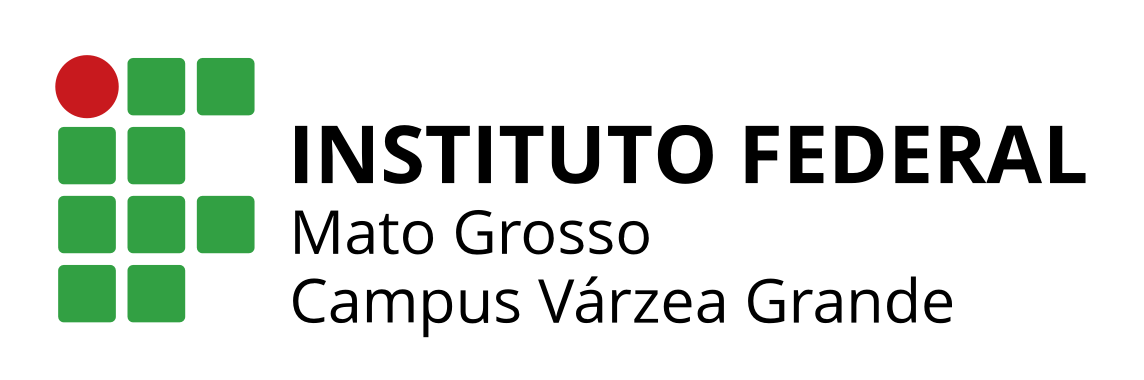 INSTITUTO FEDERAL
Mato Grosso
Campus Várzea Grande